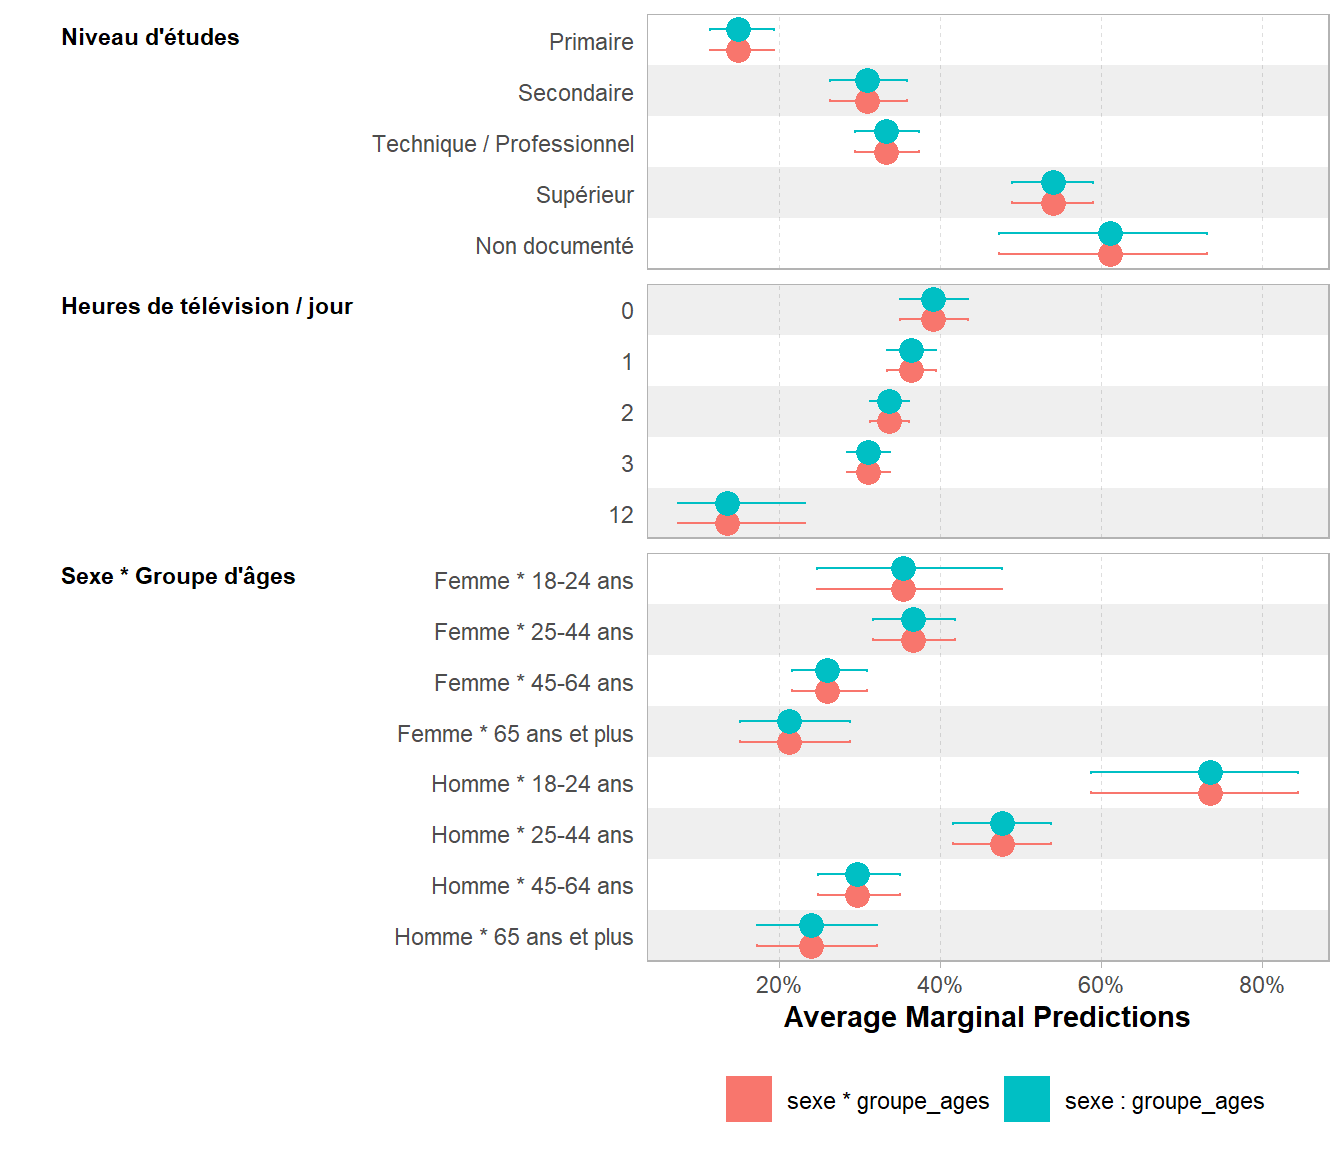 Niveau d'études
Primaire
Secondaire
Technique / Professionnel
Supérieur
Non documenté
Heures de télévision / jour
0
1
2
3
12
Sexe * Groupe d'âges
Femme * 18-24 ans
Femme * 25-44 ans
Femme * 45-64 ans
Femme * 65 ans et plus
Homme * 18-24 ans
Homme * 25-44 ans
Homme * 45-64 ans
Homme * 65 ans et plus
20% 40% 60% 80%
Average Marginal Predictions
sexe * groupe_ages sexe : groupe_ages